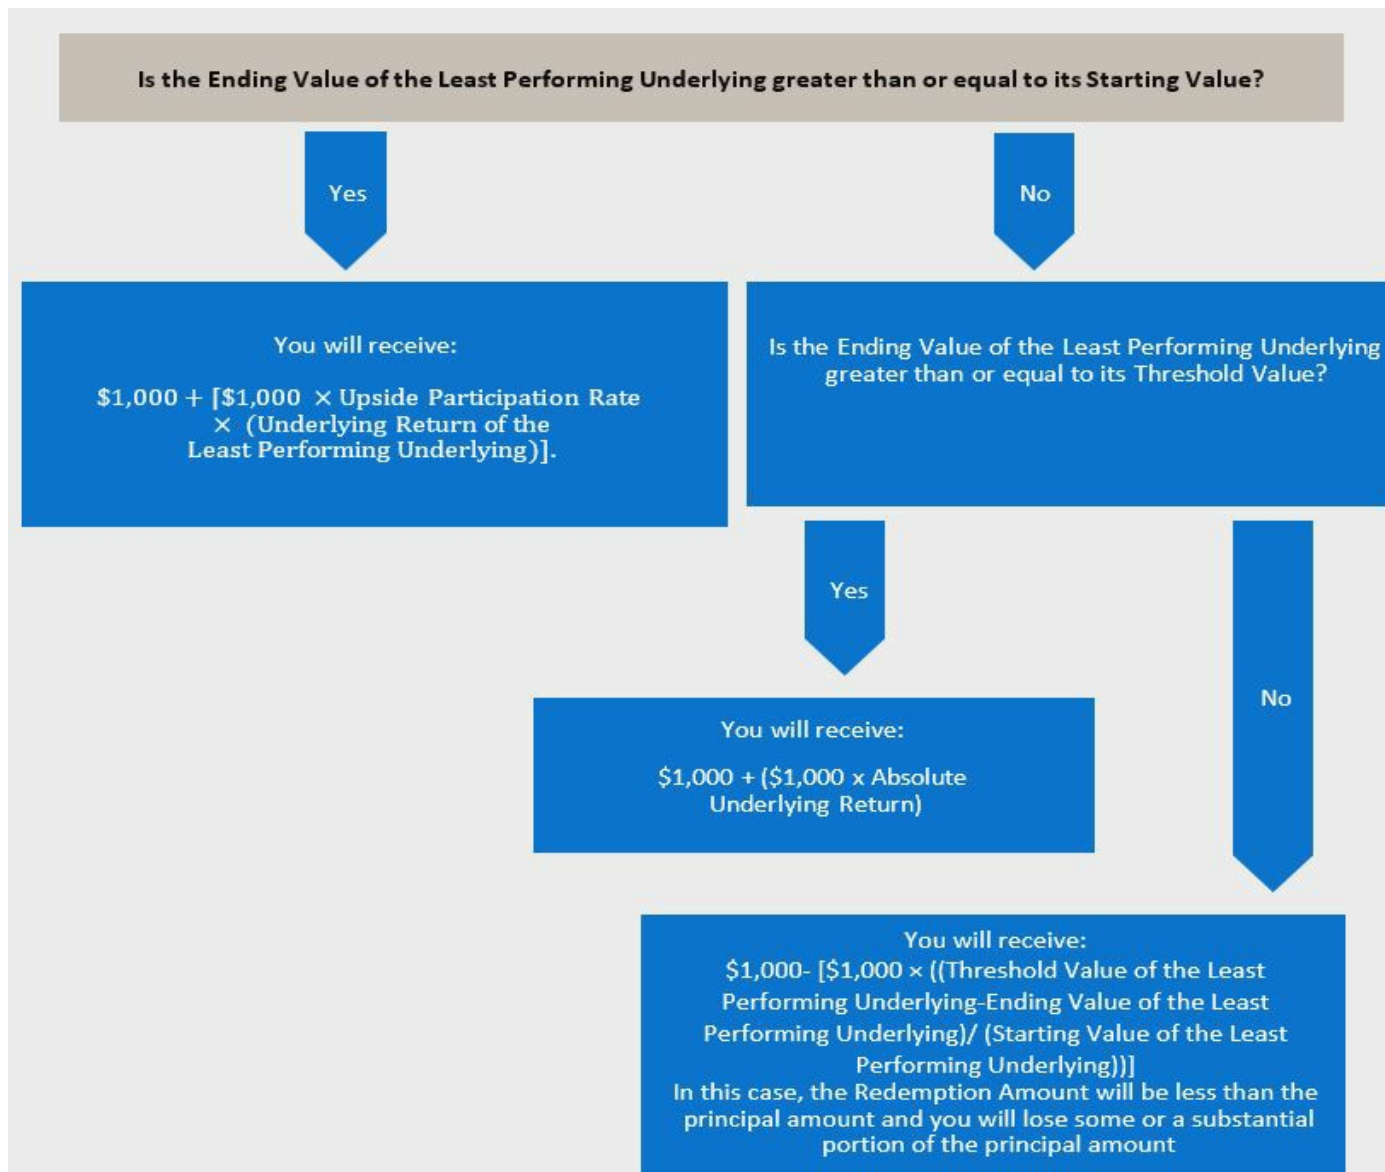 Is the Ending Value of the Least Performing Underlying greater than or equal to its Starting Value?
Yes
No
You will receive:
$1,000 + [$1,000 × Upside Participation Rate
× (Underlying Return of the
Least Performing Underlying)].
Is the Ending Value of the Least Performing Underlying
greater than or equal to its Threshold Value?
Yes
No
You will receive:
$1,000 + ($1,000 x Absolute
Underlying Return)
You will receive:
$1,000- [$1,000 × ((Threshold Value of the Least
Performing Underlying-Ending Value of the Least
Performing Underlying)/ (Starting Value of the Least
Performing Underlying))]
In this case, the Redemption Amount will be less than the
principal amount and you will lose some or a substantial
portion of the principal amount